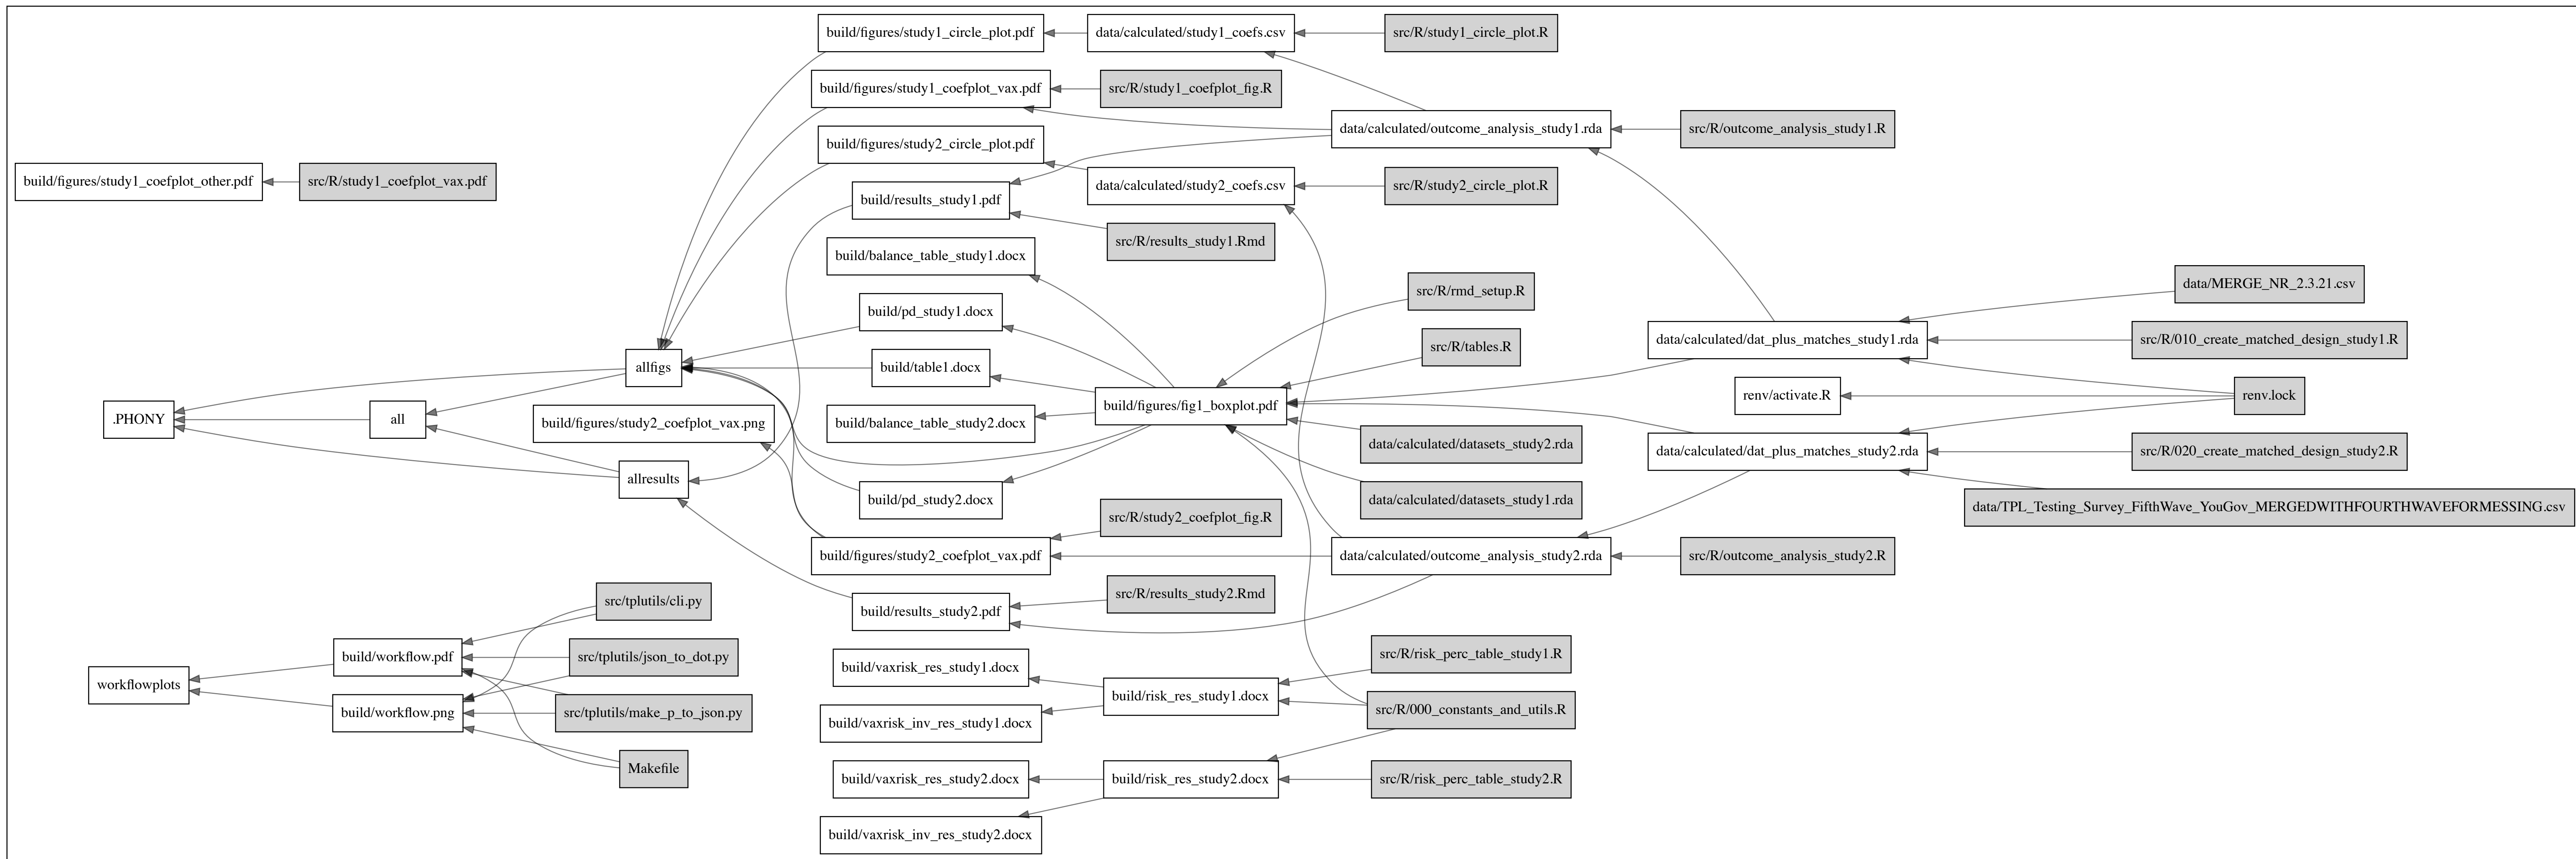 build/figures/study1_circle_plot.pdf
data/calculated/study1_coefs.csv
src/R/study1_circle_plot.R
build/figures/study1_coefplot_vax.pdf
src/R/study1_coefplot_fig.R
data/calculated/outcome_analysis_study1.rda
src/R/outcome_analysis_study1.R
build/figures/study2_circle_plot.pdf
build/figures/study1_coefplot_other.pdf
src/R/study1_coefplot_vax.pdf
data/calculated/study2_coefs.csv
src/R/study2_circle_plot.R
build/results_study1.pdf
src/R/results_study1.Rmd
build/balance_table_study1.docx
data/MERGE_NR_2.3.21.csv
src/R/rmd_setup.R
build/pd_study1.docx
data/calculated/dat_plus_matches_study1.rda
src/R/010_create_matched_design_study1.R
src/R/tables.R
allfigs
build/table1.docx
renv/activate.R
renv.lock
build/figures/fig1_boxplot.pdf
.PHONY
all
build/figures/study2_coefplot_vax.png
build/balance_table_study2.docx
data/calculated/datasets_study2.rda
data/calculated/dat_plus_matches_study2.rda
src/R/020_create_matched_design_study2.R
allresults
build/pd_study2.docx
data/calculated/datasets_study1.rda
data/TPL_Testing_Survey_FifthWave_YouGov_MERGEDWITHFOURTHWAVEFORMESSING.csv
src/R/study2_coefplot_fig.R
build/figures/study2_coefplot_vax.pdf
data/calculated/outcome_analysis_study2.rda
src/R/outcome_analysis_study2.R
src/tplutils/cli.py
build/results_study2.pdf
src/R/results_study2.Rmd
build/workflow.pdf
src/tplutils/json_to_dot.py
build/vaxrisk_res_study1.docx
src/R/risk_perc_table_study1.R
workflowplots
build/risk_res_study1.docx
build/workflow.png
src/tplutils/make_p_to_json.py
build/vaxrisk_inv_res_study1.docx
src/R/000_constants_and_utils.R
Makefile
build/vaxrisk_res_study2.docx
build/risk_res_study2.docx
src/R/risk_perc_table_study2.R
build/vaxrisk_inv_res_study2.docx